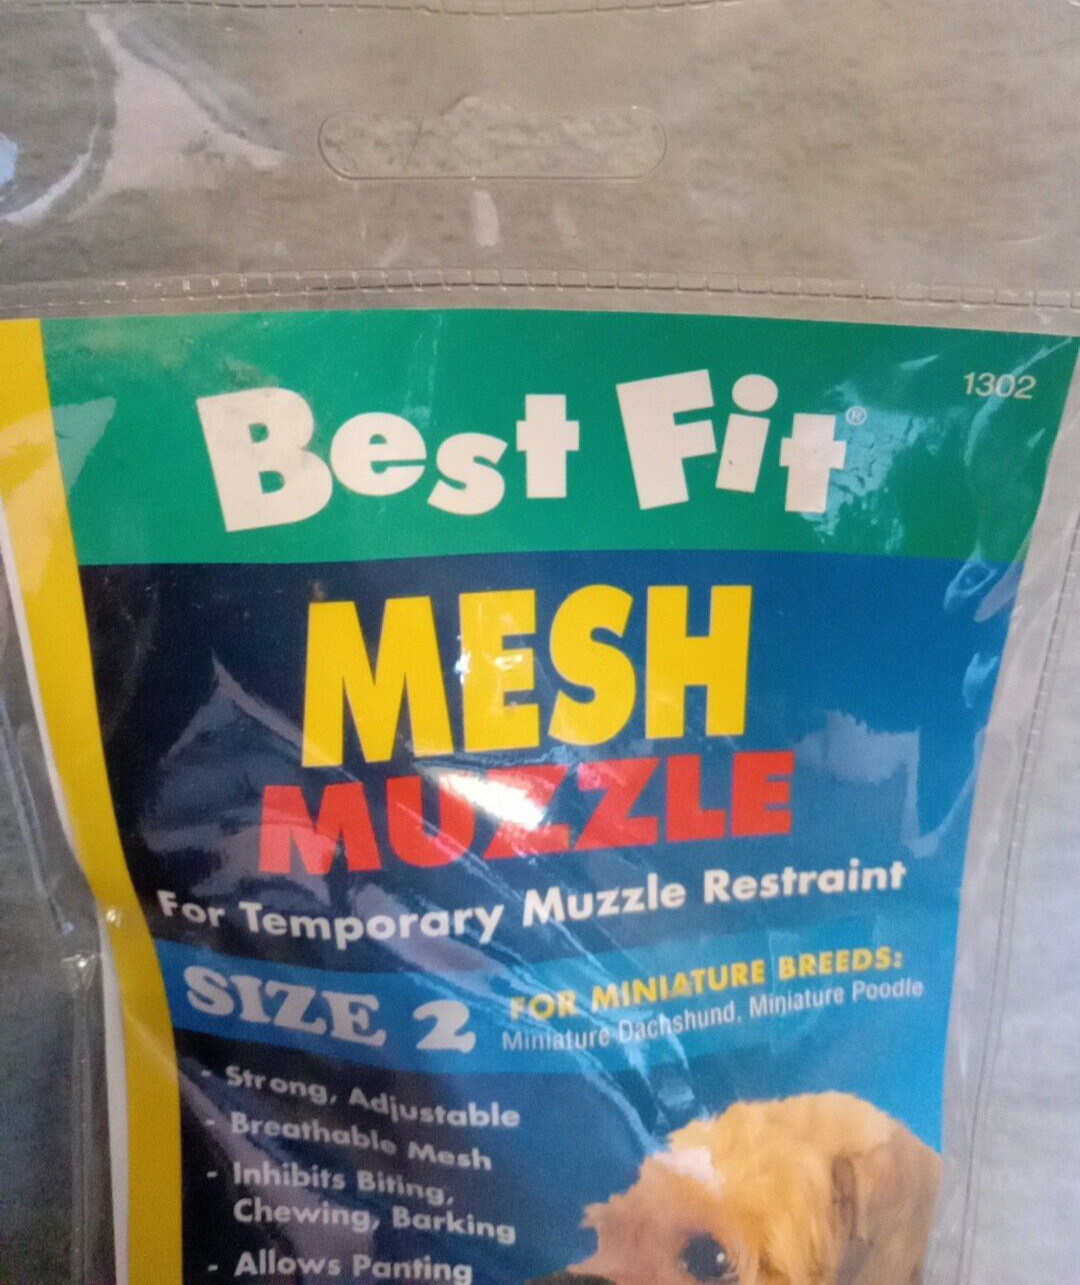 1302
Best Fit®
MESH
MUZZLE
For Temporary Muzzle Restraint
SIZE 2
FOR MINIATURE BREEDS:
Miniature Dachshund, Miniature Poodle
- Strong, Adjustable
- Breathable Mesh
- Inhibits Biting,
Chewing, Barking
- Allows Panting